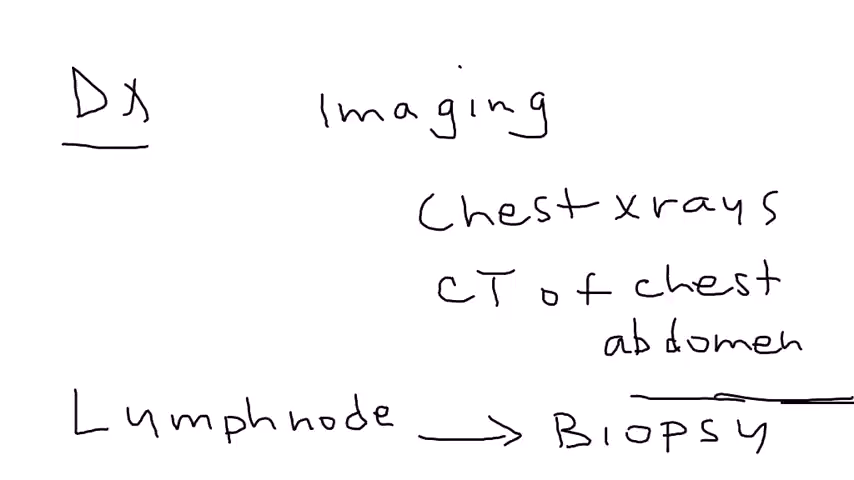 Dx Imaging
Chest xrays
CT of chest
abdomen
Lymphnode → Biopsy